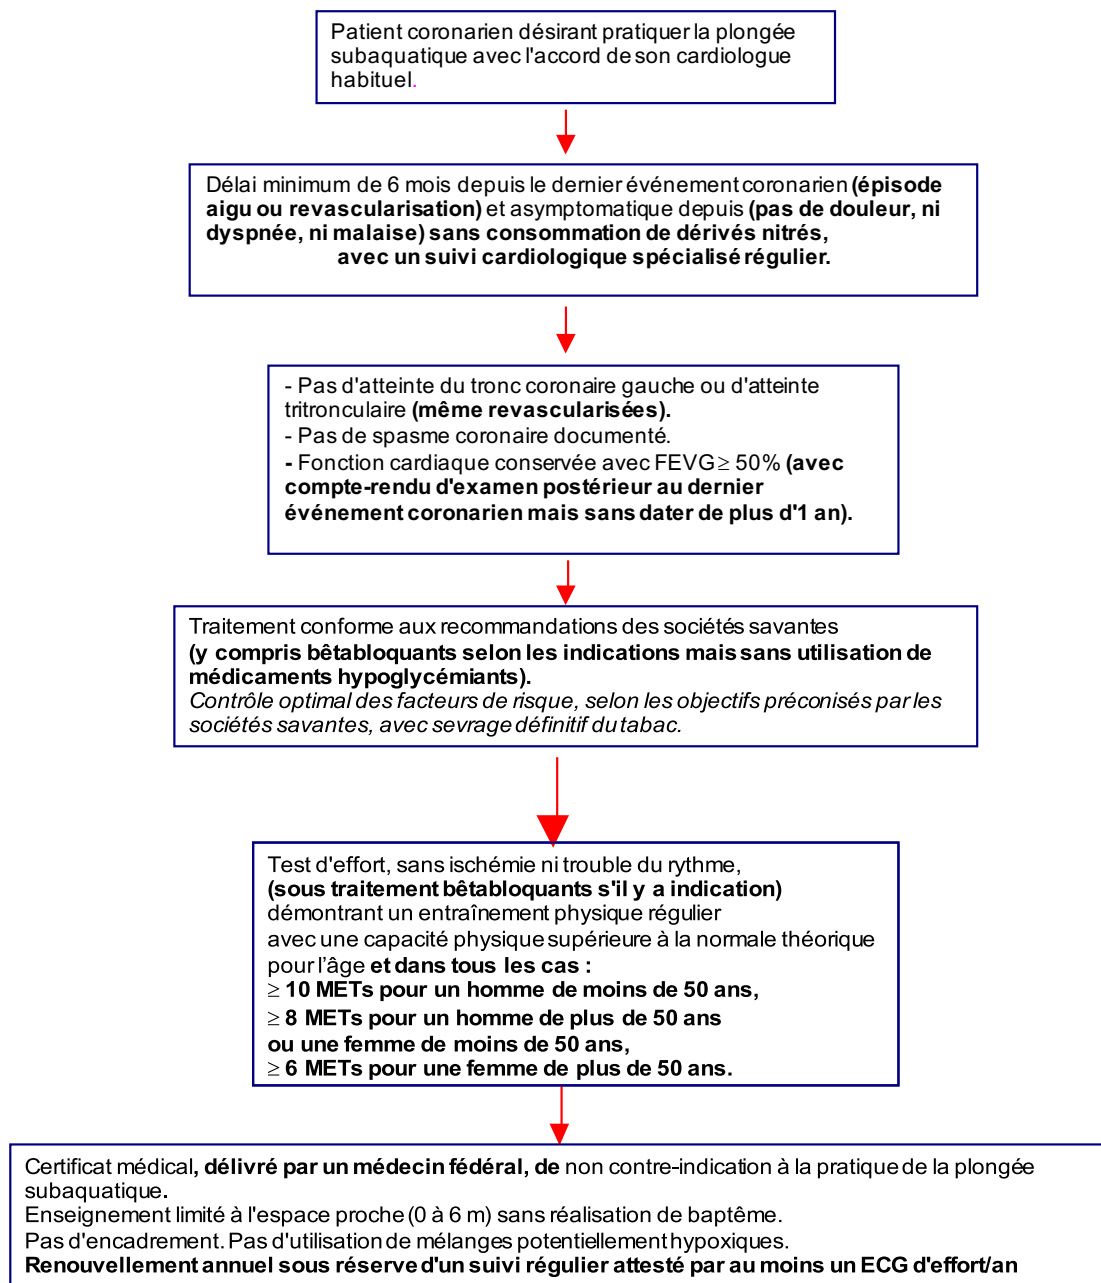 Patient coronarien désirant pratiquer la plongée
subaquatique avec l'accord de son cardiologue
habituel.
Délai minimum de 6 mois depuis le dernier événement coronarien (épisode
aigu ou revascularisation) et asymptomatique depuis (pas de douleur, ni
dyspnée, ni malaise) sans consommation de dérivés nitrés,
avec un suivi cardiologique spécialisé régulier.
- Pas d'atteinte du tronc coronaire gauche ou d'atteinte
tritronculaire (même revascularisées).
- Pas de spasme coronaire documenté.
- Fonction cardiaque conservée avec FEVG ≥ 50% (avec
compte-rendu d'examen postérieur au dernier
événement coronarien mais sans dater de plus d'1 an).
Traitement conforme aux recommandations des sociétés savantes
(y compris bêtabloquants selon les indications mais sans utilisation de
médicaments hypoglycémiants).
Contrôle optimal des facteurs de risque, selon les objectifs préconisés par les
sociétés savantes, avec sevrage définitif du tabac.
Test d'effort, sans ischémie ni trouble du rythme,
(sous traitement bêtabloquants s'il y a indication)
démontrant un entraînement physique régulier
avec une capacité physique supérieure à la normale théorique
pour l’âge et dans tous les cas :
≥ 10 METs pour un homme de moins de 50 ans,
≥ 8 METs pour un homme de plus de 50 ans
ou une femme de moins de 50 ans,
≥ 6 METs pour une femme de plus de 50 ans.
Certificat médical, délivré par un médecin fédéral, de non contre-indication à la pratique de la plongée
subaquatique.
Enseignement limité à l'espace proche (0 à 6 m) sans réalisation de baptême.
Pas d'encadrement. Pas d'utilisation de mélanges potentiellement hypoxiques.
Renouvellement annuel sous réserve d'un suivi régulier attesté par au moins un ECG d'effort/an